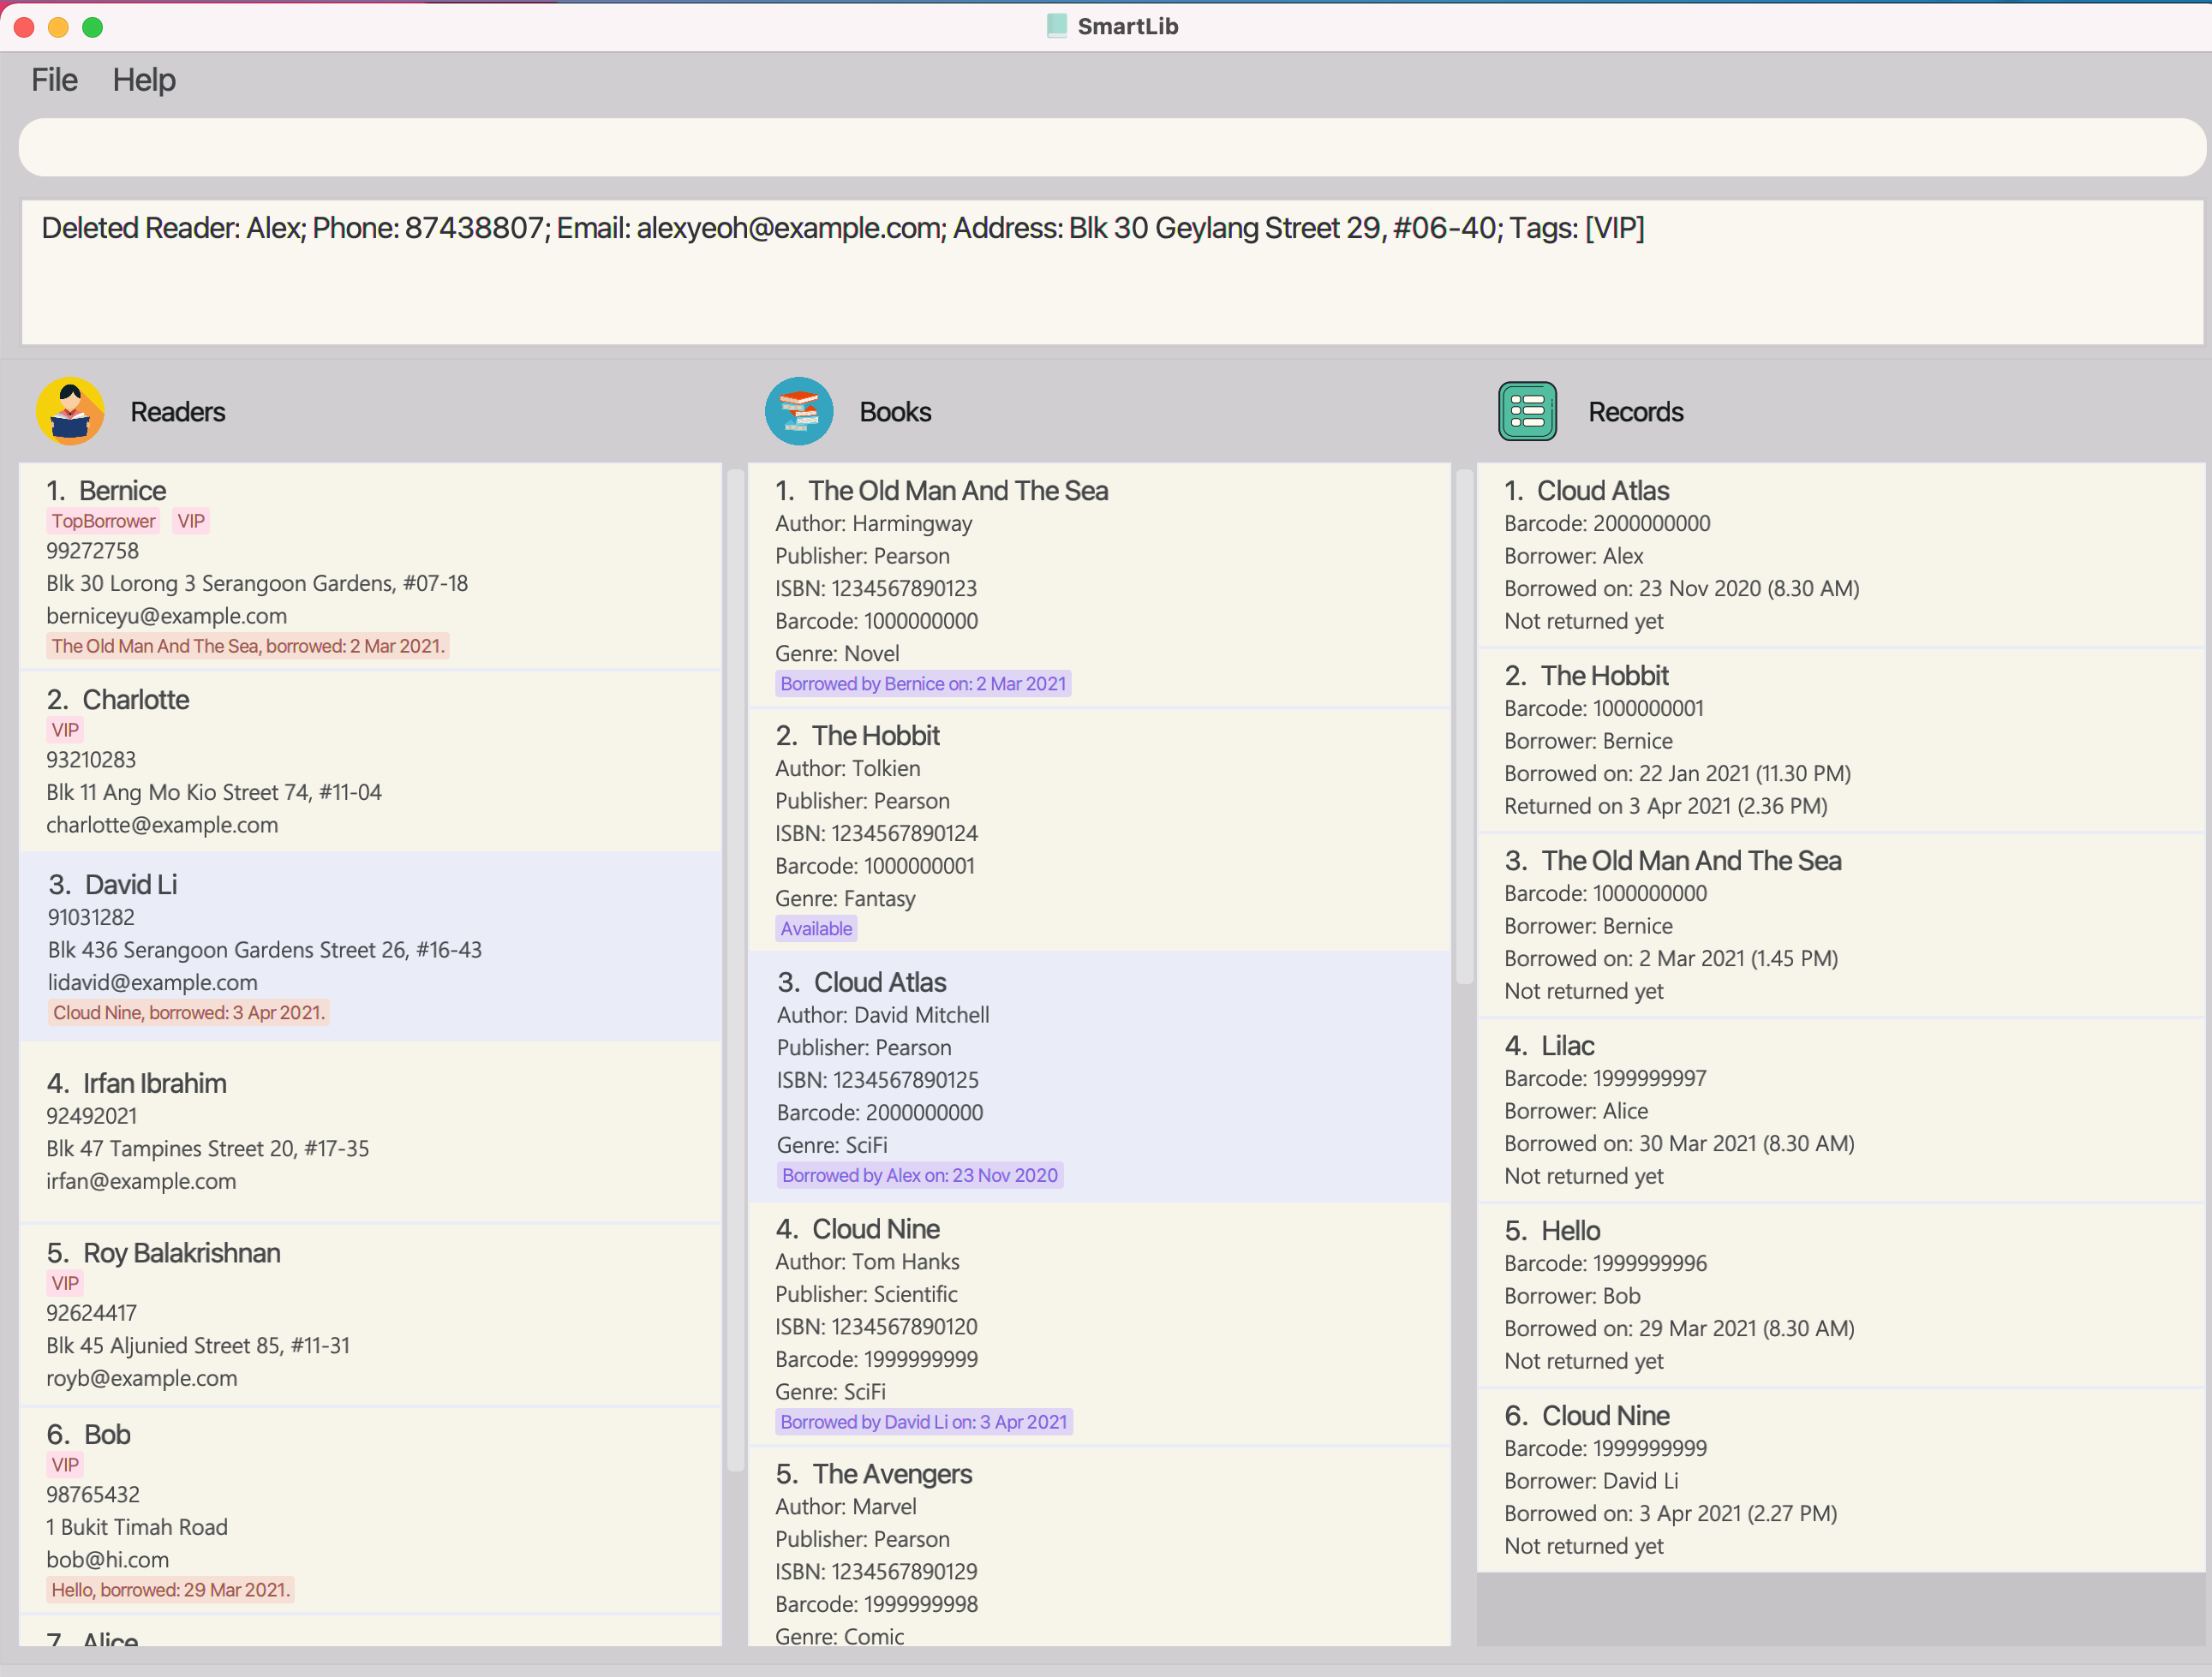 SmartLib
File Help
Deleted Reader: Alex; Phone: 87438807; Email: alexyeoh@example.com; Address: Blk 30 Geylang Street 29, #06-40; Tags: [VIP]
Readers
1. Bernice
TopBorrower VIP
99272758
Blk 30 Lorong 3 Serangoon Gardens, #07-18
berniceyu@example.com
The Old Man And The Sea, borrowed: 2 Mar 2021.
2. Charlotte
VIP
93210283
Blk 11 Ang Mo Kio Street 74, #11-04
charlotte@example.com
3. David Li
91031282
Blk 436 Serangoon Gardens Street 26, #16-43
lidavid@example.com
Cloud Nine, borrowed: 3 Apr 2021.
4. Irfan Ibrahim
92492021
Blk 47 Tampines Street 20, #17-35
irfan@example.com
5. Roy Balakrishnan
VIP
92624417
Blk 45 Aljunied Street 85, #11-31
royb@example.com
6. Bob
VIP
98765432
1 Bukit Timah Road
bob@hi.com
Hello, borrowed: 29 Mar 2021.
7. Alice
Books
1. The Old Man And The Sea
Author: Harmingway
Publisher: Pearson
ISBN: 1234567890123
Barcode: 1000000000
Genre: Novel
Borrowed by Bernice on: 2 Mar 2021
2. The Hobbit
Author: Tolkien
Publisher: Pearson
ISBN: 1234567890124
Barcode: 1000000001
Genre: Fantasy
Available
3. Cloud Atlas
Author: David Mitchell
Publisher: Pearson
ISBN: 1234567890125
Barcode: 2000000000
Genre: SciFi
Borrowed by Alex on: 23 Nov 2020
4. Cloud Nine
Author: Tom Hanks
Publisher: Scientific
ISBN: 1234567890120
Barcode: 1999999999
Genre: SciFi
Borrowed by David Li on: 3 Apr 2021
5. The Avengers
Author: Marvel
Publisher: Pearson
ISBN: 1234567890129
Barcode: 1999999998
Genre: Comic
Records
1. Cloud Atlas
Barcode: 2000000000
Borrower: Alex
Borrowed on: 23 Nov 2020 (8.30 AM)
Not returned yet
2. The Hobbit
Barcode: 1000000001
Borrower: Bernice
Borrowed on: 22 Jan 2021 (11.30 PM)
Returned on 3 Apr 2021 (2.36 PM)
3. The Old Man And The Sea
Barcode: 1000000000
Borrower: Bernice
Borrowed on: 2 Mar 2021 (1.45 PM)
Not returned yet
4. Lilac
Barcode: 1999999997
Borrower: Alice
Borrowed on: 30 Mar 2021 (8.30 AM)
Not returned yet
5. Hello
Barcode: 1999999996
Borrower: Bob
Borrowed on: 29 Mar 2021 (8.30 AM)
Not returned yet
6. Cloud Nine
Barcode: 1999999999
Borrower: David Li
Borrowed on: 3 Apr 2021 (2.27 PM)
Not returned yet